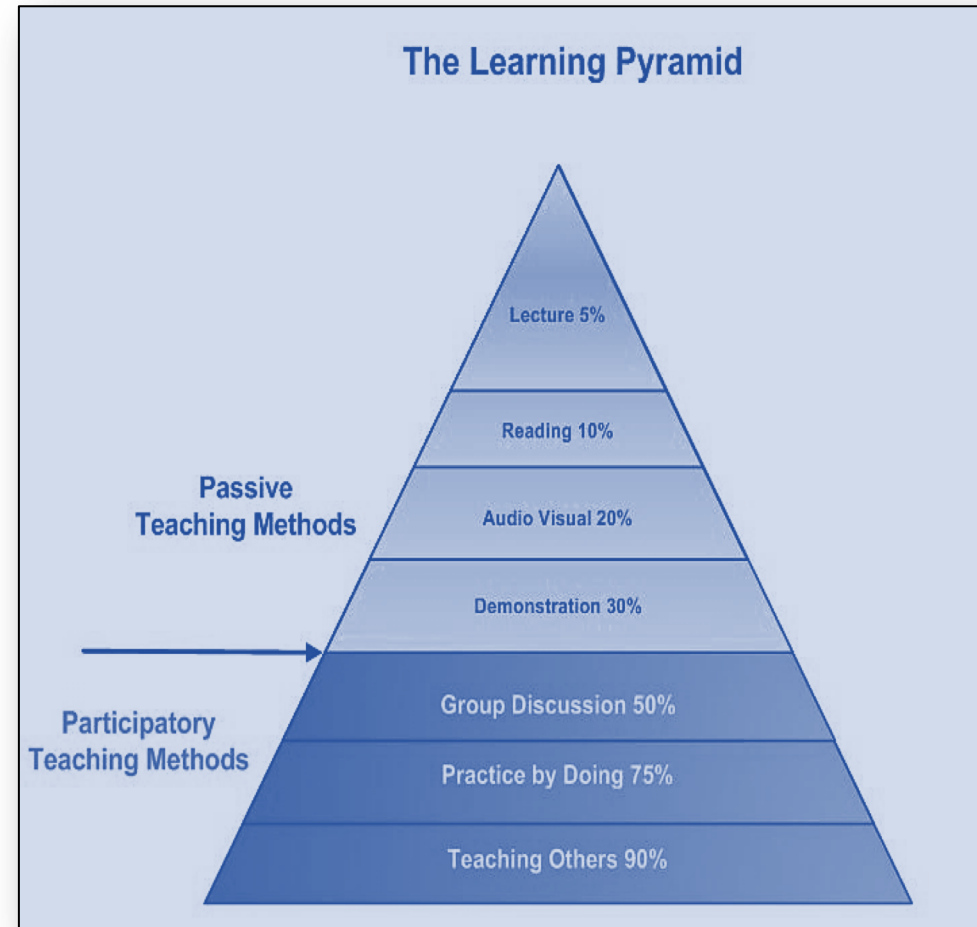 The Learning Pyramid
Lecture 5%
Reading 10%
Passive
Teaching Methods
Audio Visual 20%
Demonstration 30%
Participatory
Teaching Methods
Group Discussion 50%
Practice by Doing 75%
Teaching Others 90%